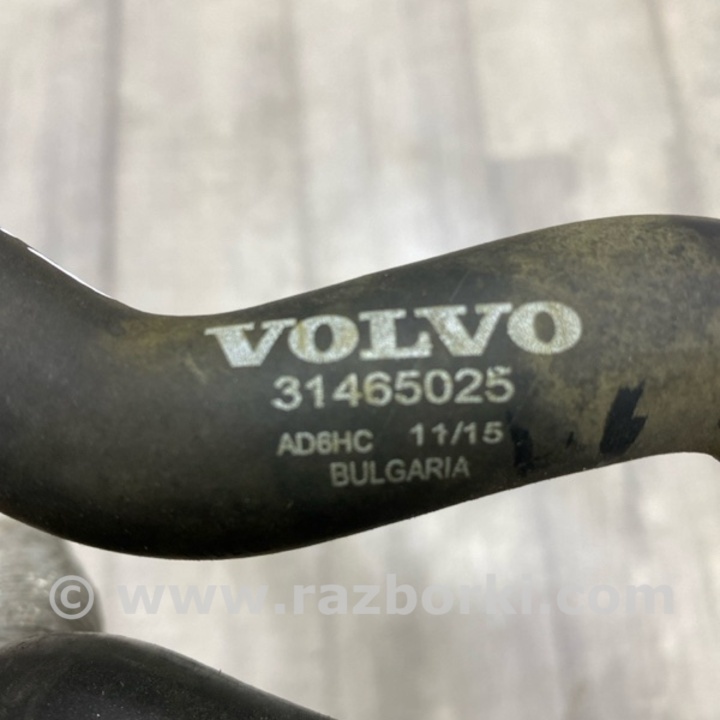 VOLVO
31465025
AD6HC 11/15
BULGARIA
© www.razborki.com